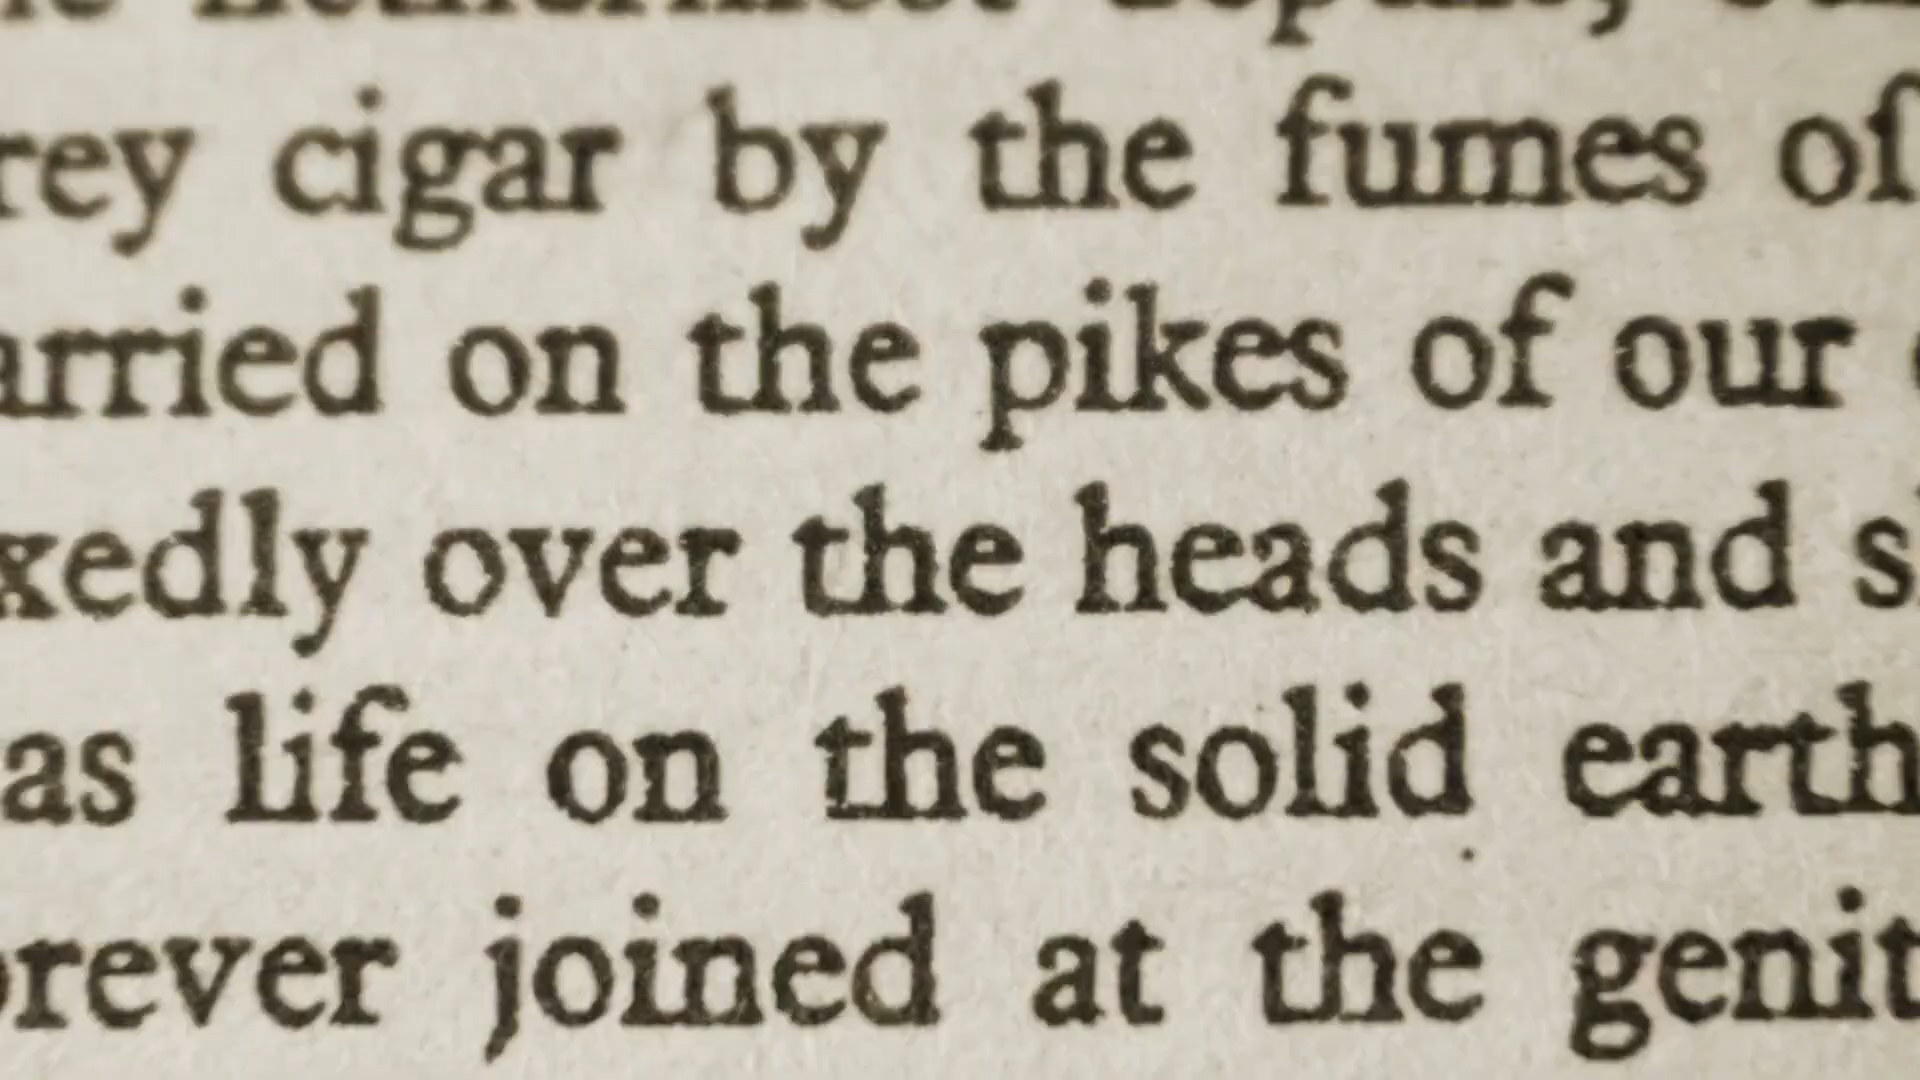 rey cigar by the fumes of
arried on the pikes of our
xedly over the heads and s
as life on the solid earth
orever joined at the genit